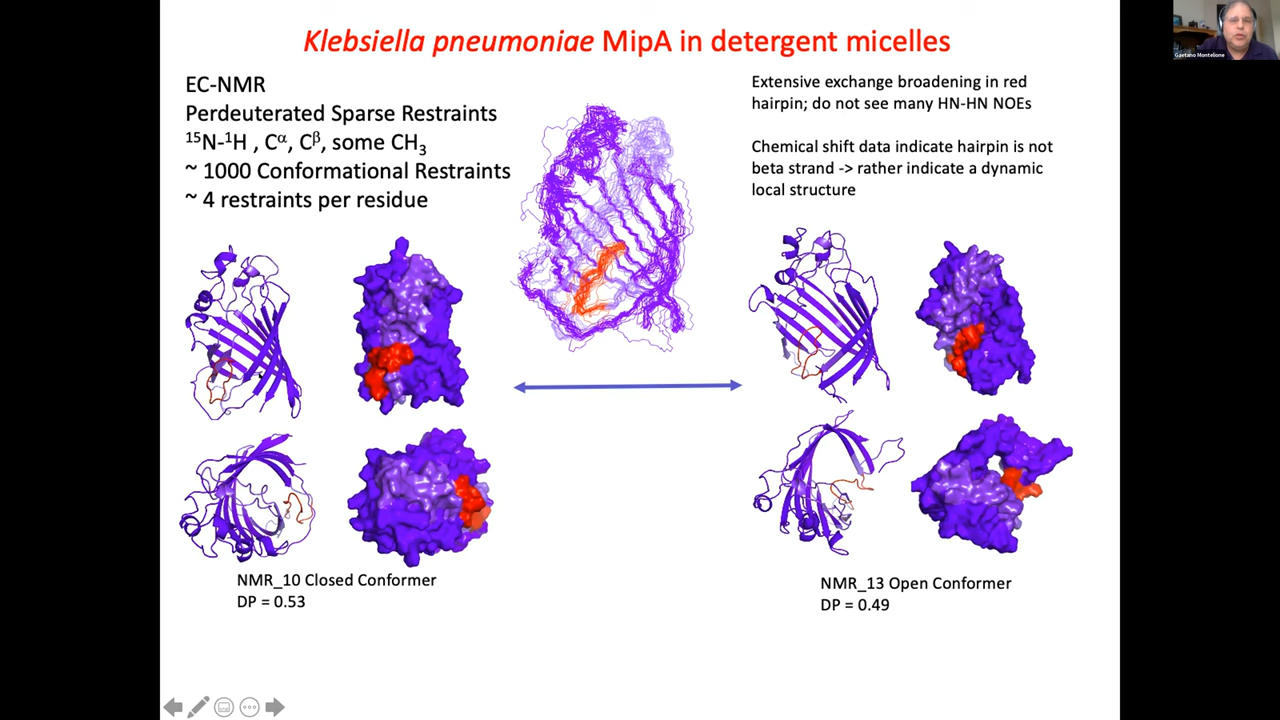 Klebsiella pneumoniae MipA in detergent micelles
EC-NMR
Perdeuterated Sparse Restraints
¹⁵N-¹H , Cᵅ, Cᵝ, some CH₃
~ 1000 Conformational Restraints
~ 4 restraints per residue
Extensive exchange broadening in red
hairpin; do not see many HN-HN NOEs
Chemical shift data indicate hairpin is not
beta strand -> rather indicate a dynamic
local structure
NMR_10 Closed Conformer
DP = 0.53
NMR_13 Open Conformer
DP = 0.49
Gaetano Montelione